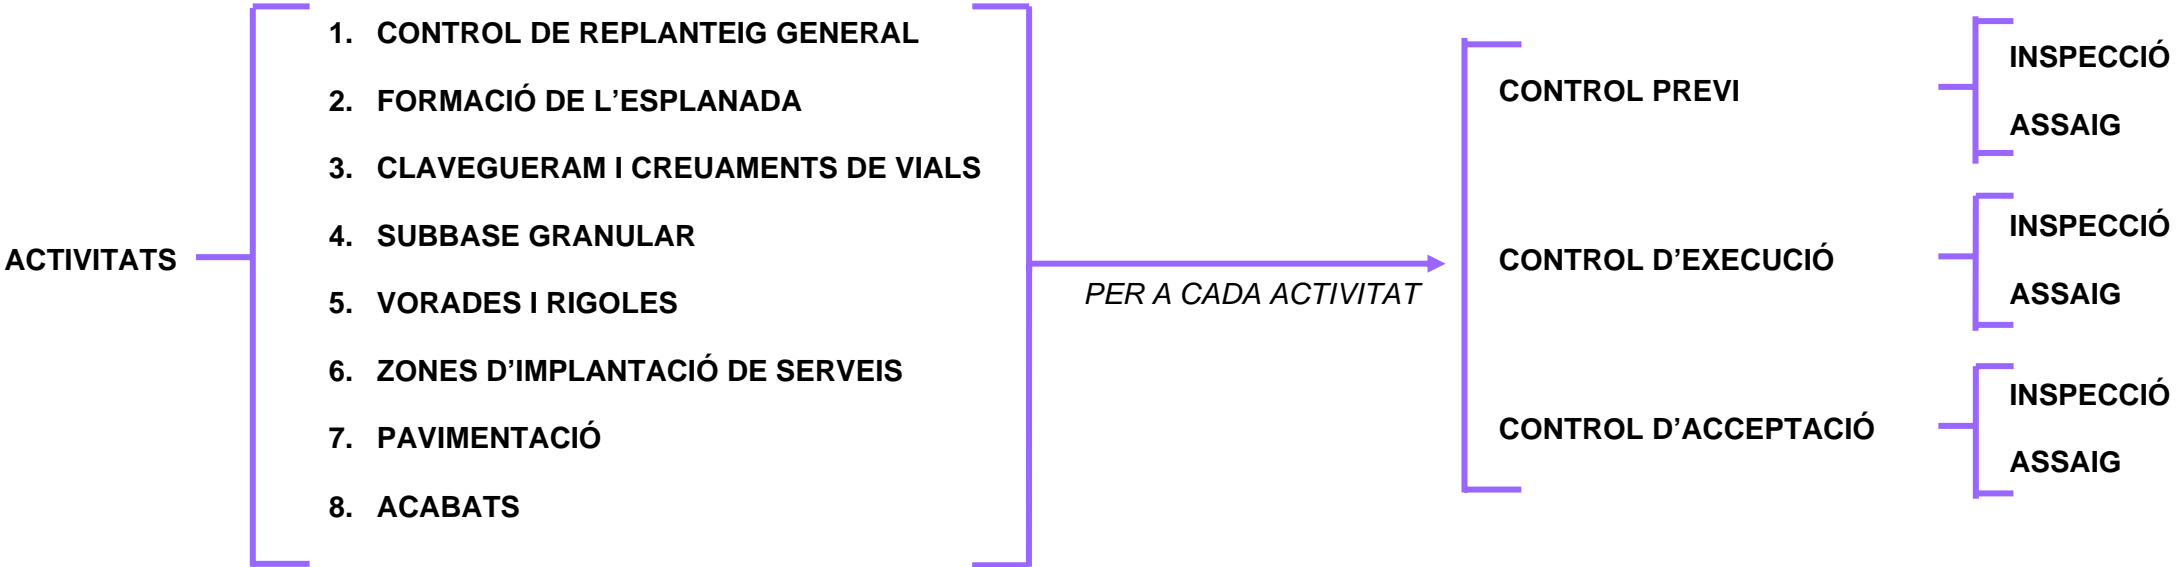 ACTIVITATS
1. CONTROL DE REPLANTEIG GENERAL
2. FORMACIÓ DE L’ESPLANADA
3. CLAVEGUERAM I CREUAMENTS DE VIALS
4. SUBBASE GRANULAR
5. VORADES I RIGOLES
6. ZONES D’IMPLANTACIÓ DE SERVEIS
7. PAVIMENTACIÓ
8. ACABATS
PER A CADA ACTIVITAT
CONTROL PREVI
INSPECCIÓ
ASSAIG
CONTROL D’EXECUCIÓ
INSPECCIÓ
ASSAIG
CONTROL D’ACCEPTACIÓ
INSPECCIÓ
ASSAIG